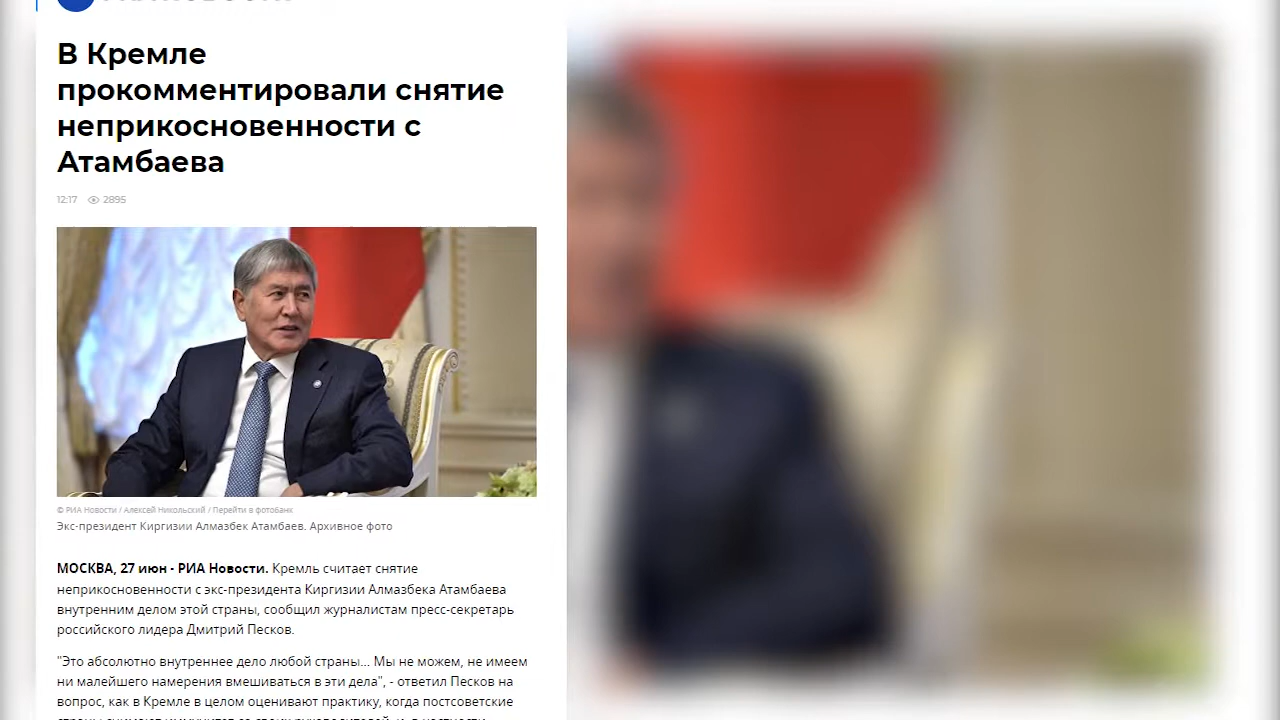 В Кремле
прокомментировали снятие
неприкосновенности с
Атамбаева
12:17 2895
© РИА Новости / Алексей Никольский / Перейти в фотобанк
Экс-президент Киргизии Алмазбек Атамбаев. Архивное фото
МОСКВА, 27 июн - РИА Новости. Кремль считает снятие
неприкосновенности с экс-президента Киргизии Алмазбека Атамбаева
внутренним делом этой страны, сообщил журналистам пресс-секретарь
российского лидера Дмитрий Песков.
"Это абсолютно внутреннее дело любой страны... Мы не можем, не имеем
ни малейшего намерения вмешиваться в эти дела", - ответил Песков на
вопрос, как в Кремле в целом оценивают практику, когда постсоветские